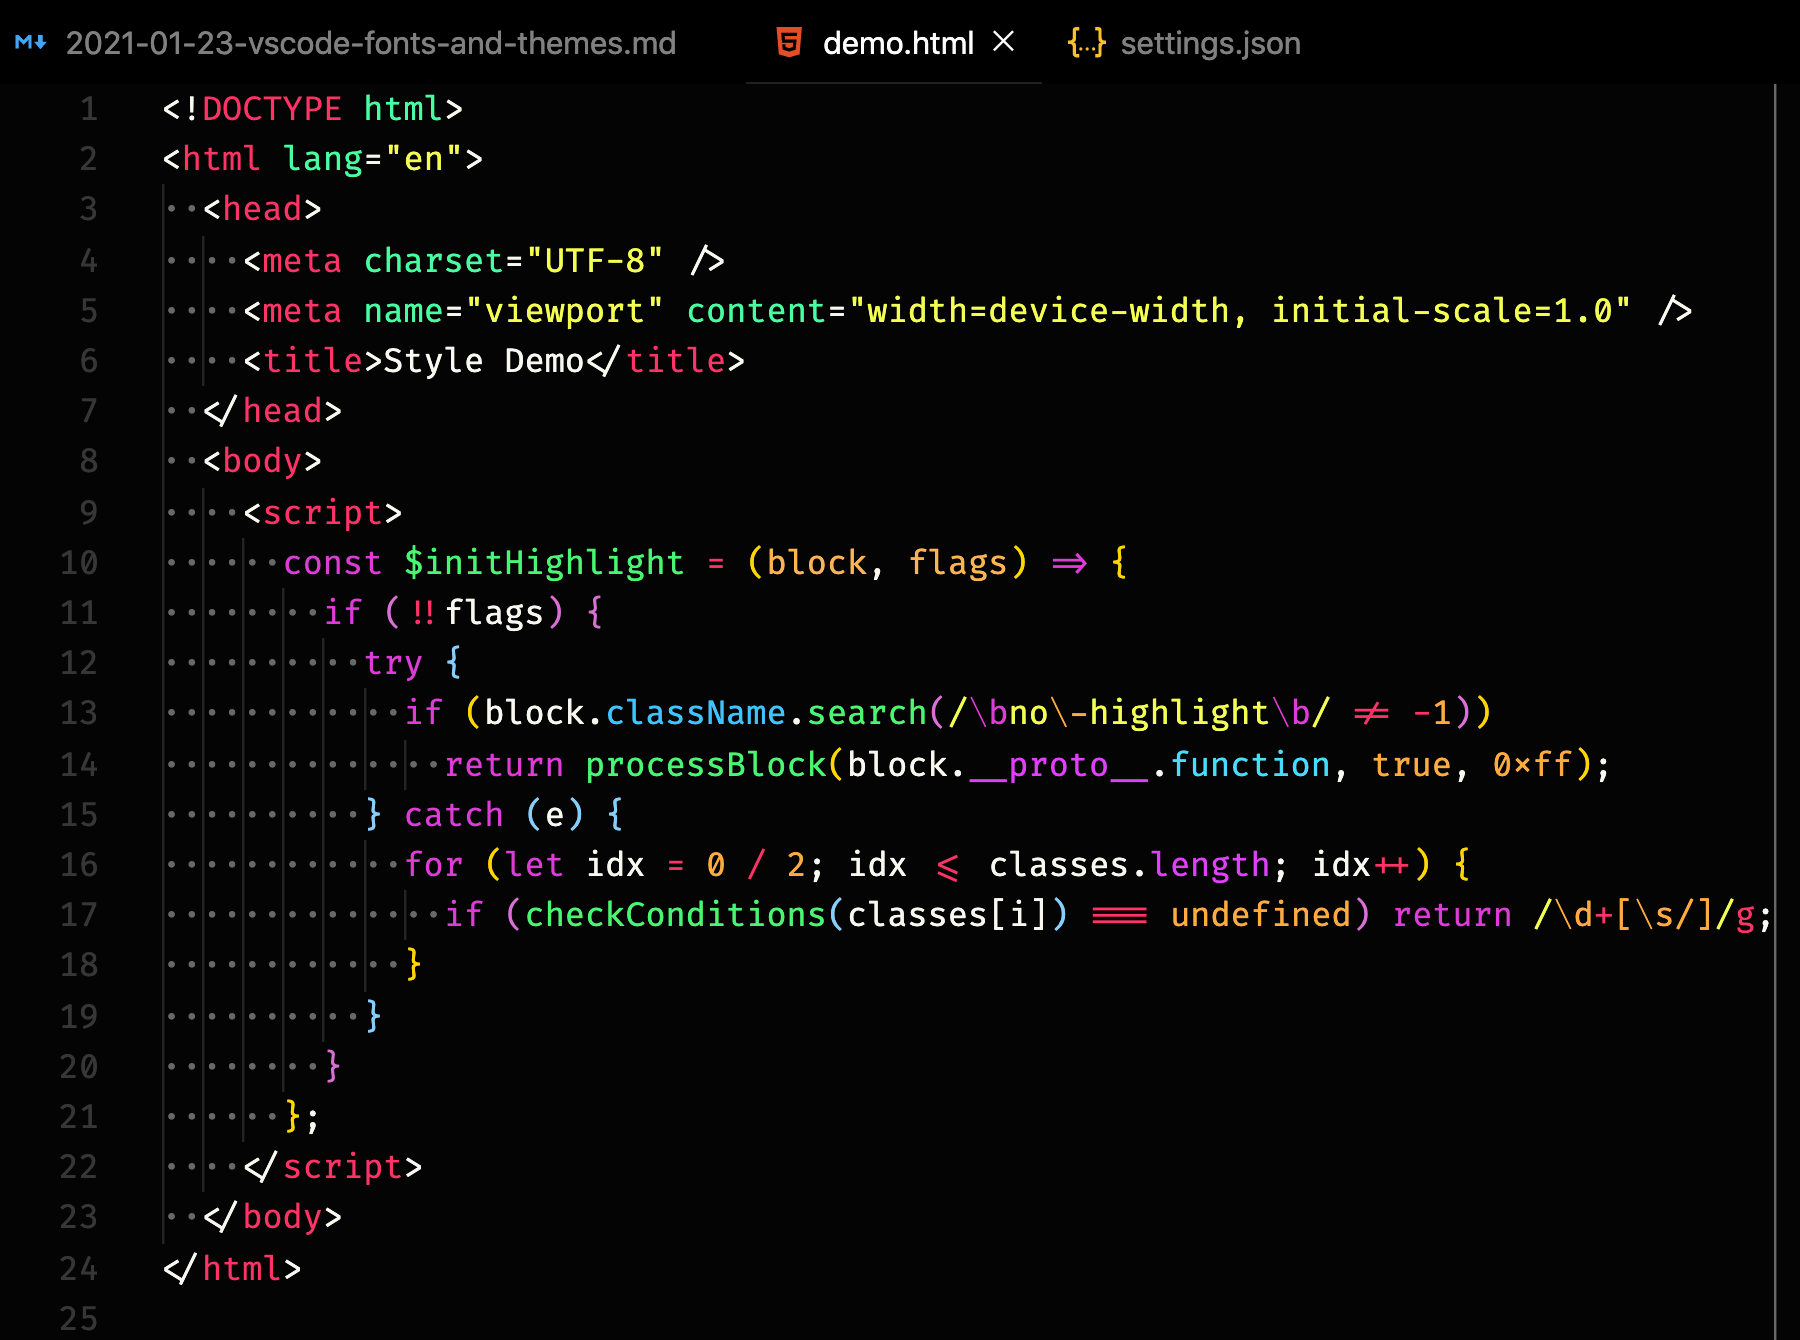 2021-01-23-vscode-fonts-and-themes.md demo.html settings.json
1 <!DOCTYPE html>
2 <html lang="en">
3 <head>
4 <meta charset="UTF-8" />
5 <meta name="viewport" content="width=device-width, initial-scale=1.0" />
6 <title>Style Demo</title>
7 </head>
8 <body>
9 <script>
10 const $initHighlight = (block, flags) => {
11 if (!!flags) {
12 try {
13 if (block.className.search(/\bno\-highlight\b/ != -1))
14 return processBlock(block.__proto__.function, true, 0xff);
15 } catch (e) {
16 for (let idx = 0 / 2; idx <= classes.length; idx++) {
17 if (checkConditions(classes[i]) === undefined) return /\d+[\s/]/g;
18 }
19 }
20 }
21 };
22 </script>
23 </body>
24 </html>
25